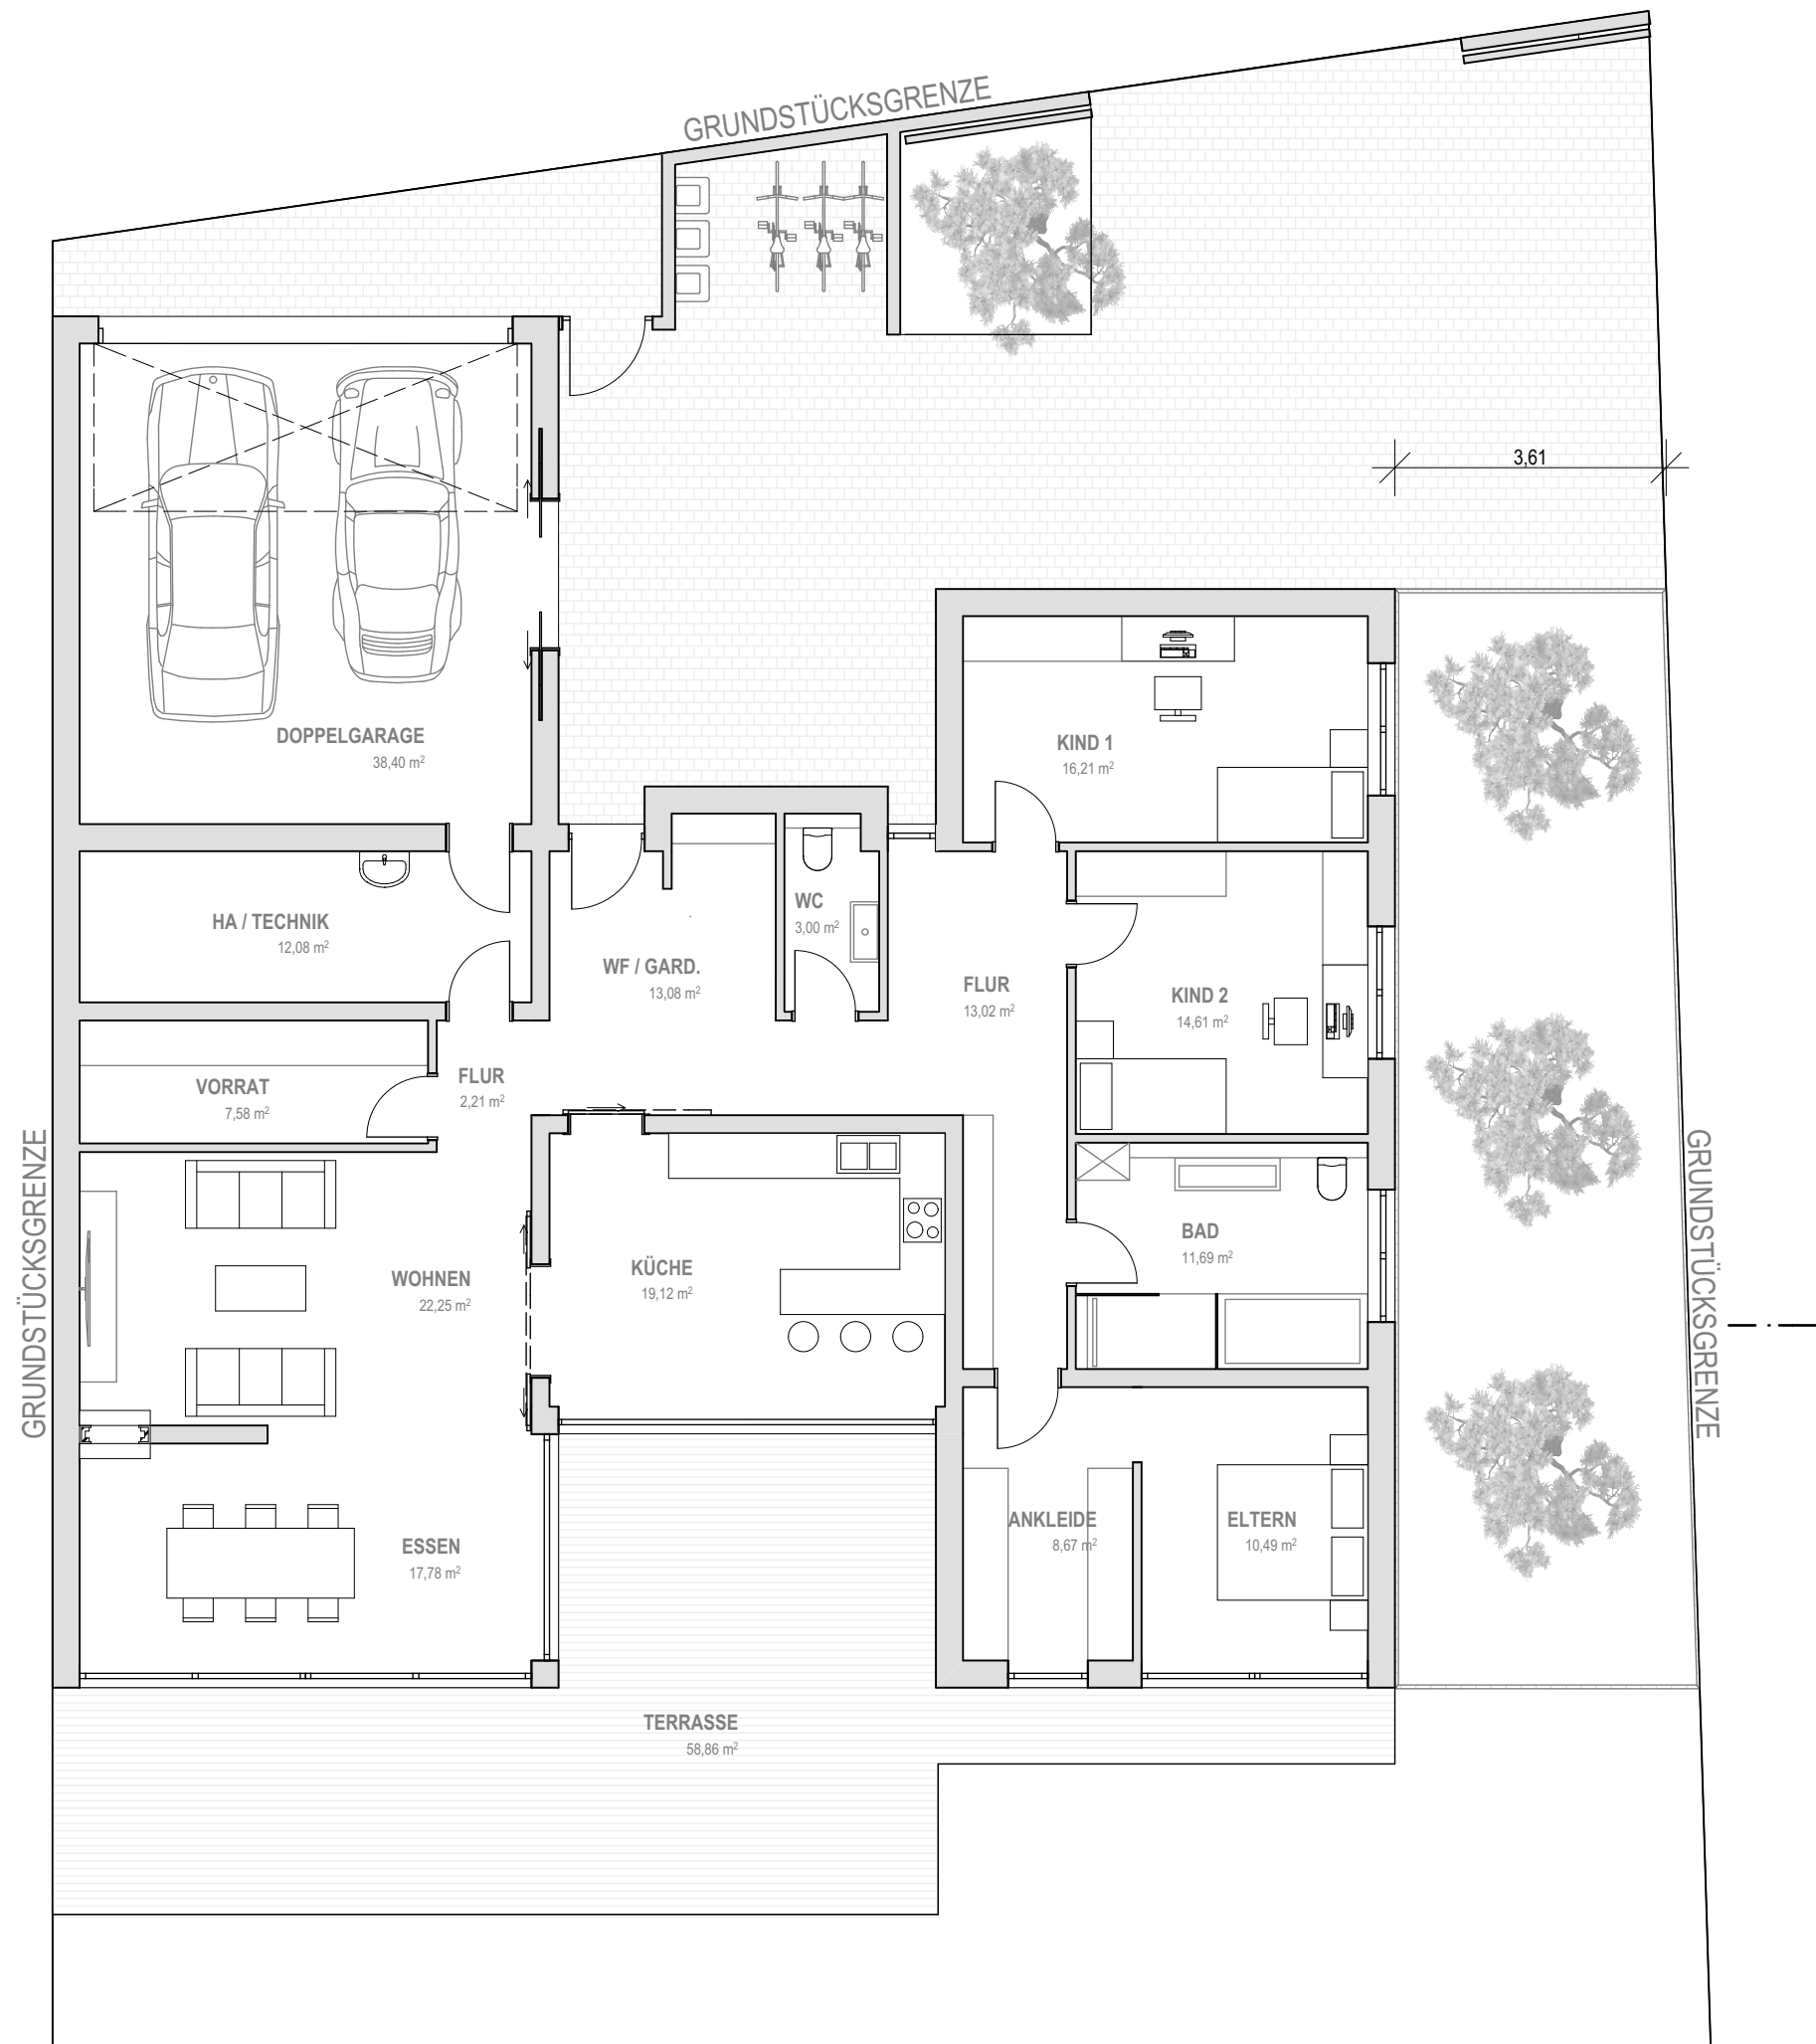 GRUNDSTÜCKSGRENZE
3,61
DOPPELGARAGE
38,40 m²
KIND 1
16,21 m²
HA / TECHNIK
12,08 m²
WC
3,00 m²
WF / GARD.
13,08 m²
FLUR
13,02 m²
KIND 2
14,61 m²
VORRAT
7,58 m²
FLUR
2,21 m²
GRUNDSTÜCKSGRENZE
WOHNEN
22,25 m²
KÜCHE
19,12 m²
BAD
11,69 m²
GRUNDSTÜCKSGRENZE
ESSEN
17,78 m²
ANKLEIDE
8,67 m²
ELTERN
10,49 m²
TERRASSE
58,86 m²